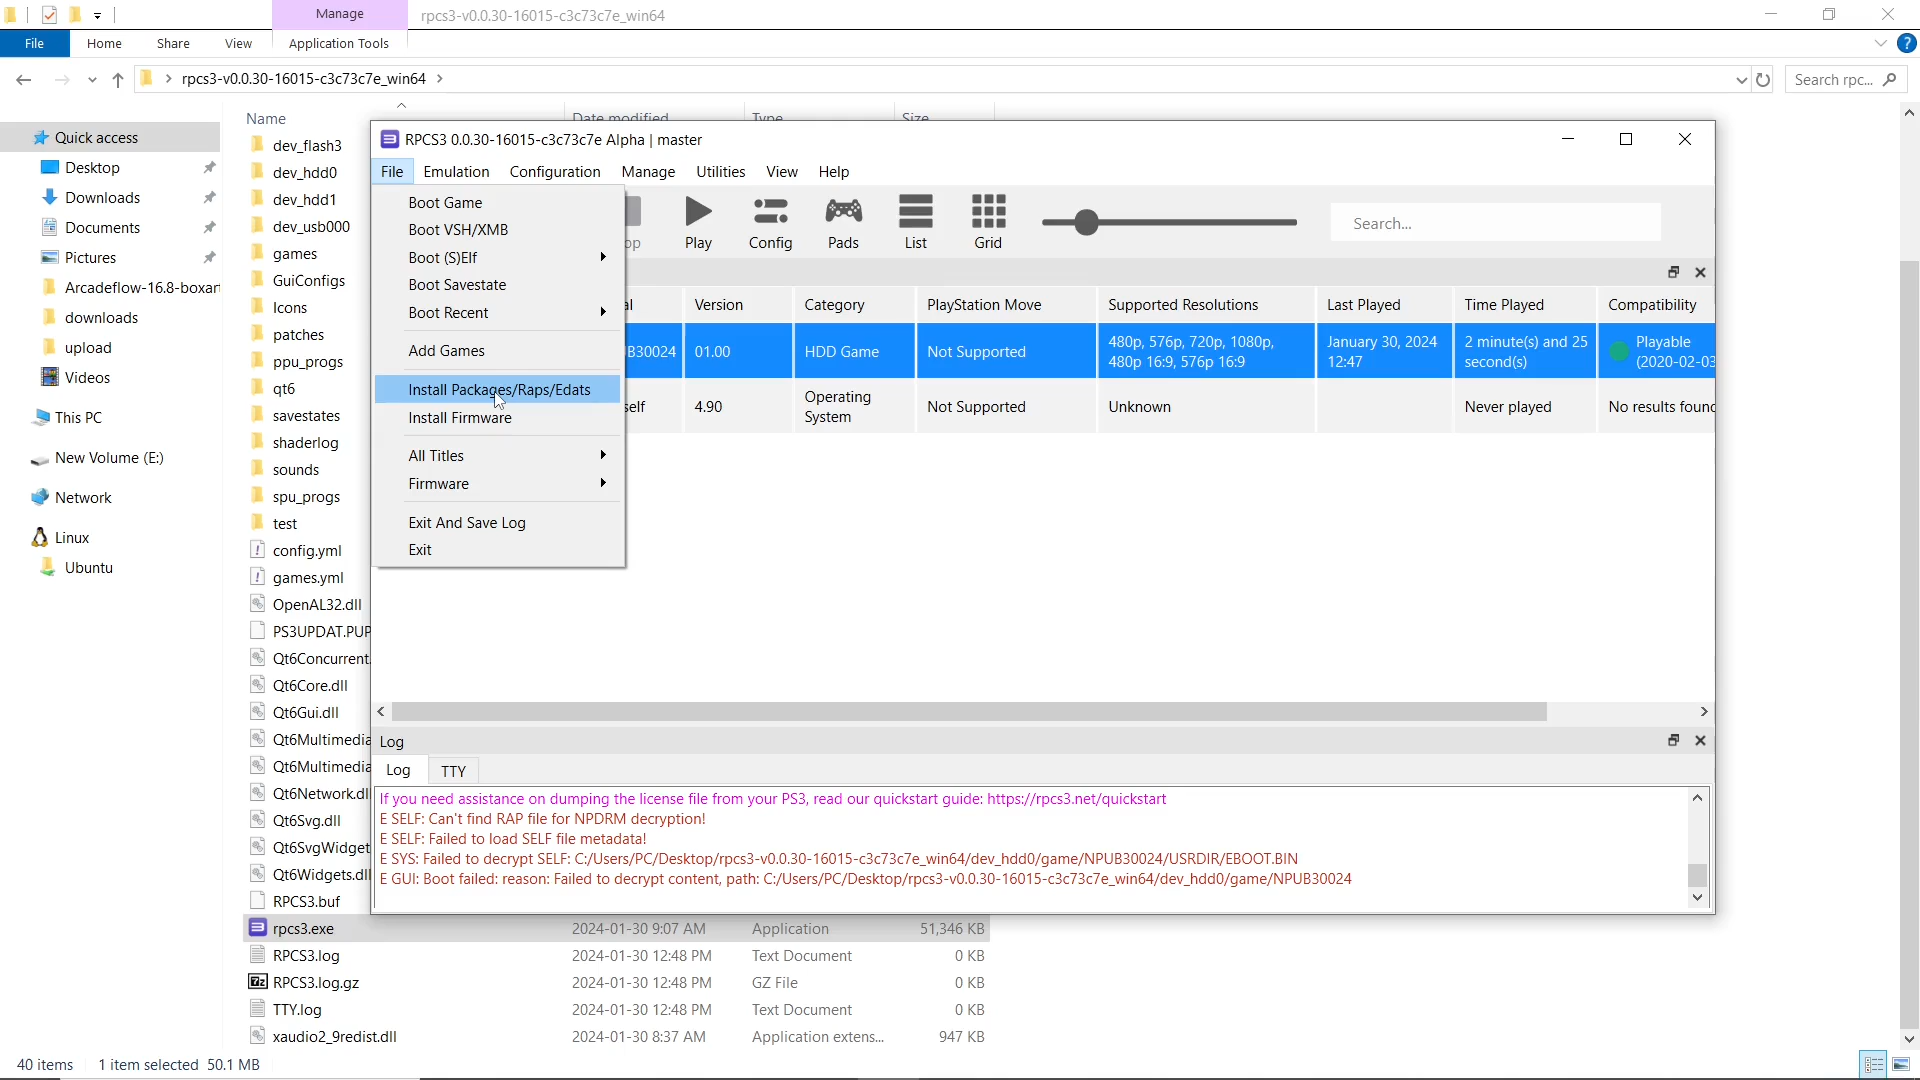 Manage
rpcs3-v0.0.30-16015-c3c73c7e_win64
File
Home
Share
View
Application Tools
rpcs3-v0.0.30-16015-c3c73c7e_win64
Search rpc...
Quick access
Desktop
Downloads
Documents
Pictures
Arcadeflow-16.8-boxart
downloads
upload
Videos
This PC
New Volume (E:)
Network
Linux
Ubuntu
Name
Date modified
Type
Size
dev_flash3
dev_hdd0
dev_hdd1
dev_usb000
games
GuiConfigs
Icons
patches
ppu_progs
qt6
savestates
shaderlog
sounds
spu_progs
test
config.yml
games.yml
OpenAL32.dll
PS3UPDAT.PUP
Qt6Concurrent.
Qt6Core.dll
Qt6Gui.dll
Qt6Multimedia
Qt6Multimedia
Qt6Network.dll
Qt6Svg.dll
Qt6SvgWidget
Qt6Widgets.dll
RPCS3.buf
rpcs3.exe 2024-01-30 9:07 AM Application 51,346 KB
RPCS3.log 2024-01-30 12:48 PM Text Document 0 KB
RPCS3.log.gz 2024-01-30 12:48 PM GZ File 0 KB
TTY.log 2024-01-30 12:48 PM Text Document 0 KB
xaudio2_9redist.dll 2024-01-30 8:37 AM Application extens... 947 KB
40 items 1 item selected 50.1 MB
RPCS3 0.0.30-16015-c3c73c7e Alpha | master
File Emulation Configuration Manage Utilities View Help
Boot Game
Boot VSH/XMB
Boot (S)Elf
Boot Savestate
Boot Recent
Add Games
Install Packages/Raps/Edats
Install Firmware
All Titles
Firmware
Exit And Save Log
Exit
op
Play
Config
Pads
List
Grid
Search...
al Version Category PlayStation Move Supported Resolutions Last Played Time Played Compatibility
UB30024 01.00 HDD Game Not Supported
480p, 576p, 720p, 1080p,
480p 16:9, 576p 16:9
January 30, 2024
12:47
2 minute(s) and 25
second(s)
Playable
(2020-02-03
self 4.90
Operating
System
Not Supported Unknown Never played No results found
Log
Log TTY
If you need assistance on dumping the license file from your PS3, read our quickstart guide: https://rpcs3.net/quickstart
E SELF: Can't find RAP file for NPDRM decryption!
E SELF: Failed to load SELF file metadata!
E SYS: Failed to decrypt SELF: C:/Users/PC/Desktop/rpcs3-v0.0.30-16015-c3c73c7e_win64/dev_hdd0/game/NPUB30024/USRDIR/EBOOT.BIN
E GUI: Boot failed: reason: Failed to decrypt content, path: C:/Users/PC/Desktop/rpcs3-v0.0.30-16015-c3c73c7e_win64/dev_hdd0/game/NPUB30024